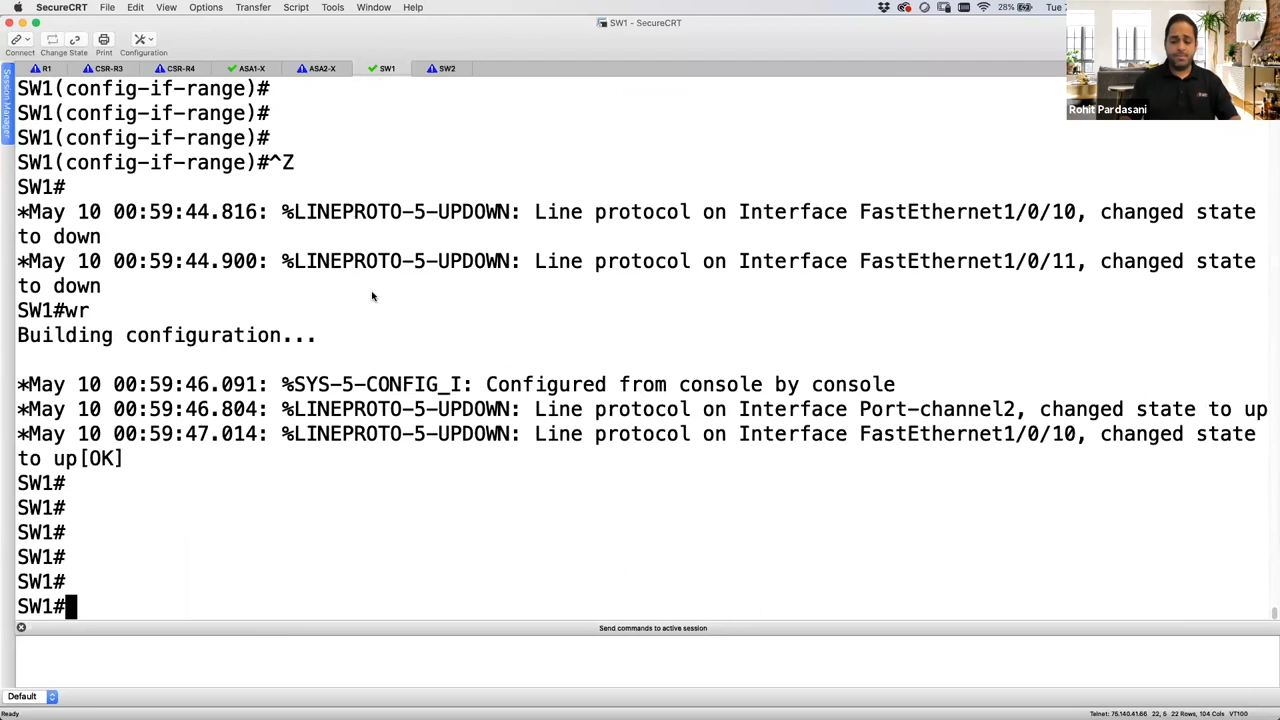 SecureCRT File Edit View Options Transfer Script Tools Window Help 28% Tue 7
SW1 - SecureCRT
Connect Change State Print Configuration
R1 CSR-R3 CSR-R4 ASA1-X ASA2-X SW1 SW2
Session Manager
Rohit Pardasani
SW1(config-if-range)#
SW1(config-if-range)#
SW1(config-if-range)#
SW1(config-if-range)#^Z
SW1#
*May 10 00:59:44.816: %LINEPROTO-5-UPDOWN: Line protocol on Interface FastEthernet1/0/10, changed state
to down
*May 10 00:59:44.900: %LINEPROTO-5-UPDOWN: Line protocol on Interface FastEthernet1/0/11, changed state
to down
SW1#wr
Building configuration...
*May 10 00:59:46.091: %SYS-5-CONFIG_I: Configured from console by console
*May 10 00:59:46.804: %LINEPROTO-5-UPDOWN: Line protocol on Interface Port-channel2, changed state to up
*May 10 00:59:47.014: %LINEPROTO-5-UPDOWN: Line protocol on Interface FastEthernet1/0/10, changed state
to up[OK]
SW1#
SW1#
SW1#
SW1#
SW1#
SW1#
Send commands to active session
Default
Ready Telnet: 75.140.41.66 22, 5 22 Rows, 104 Cols VT100